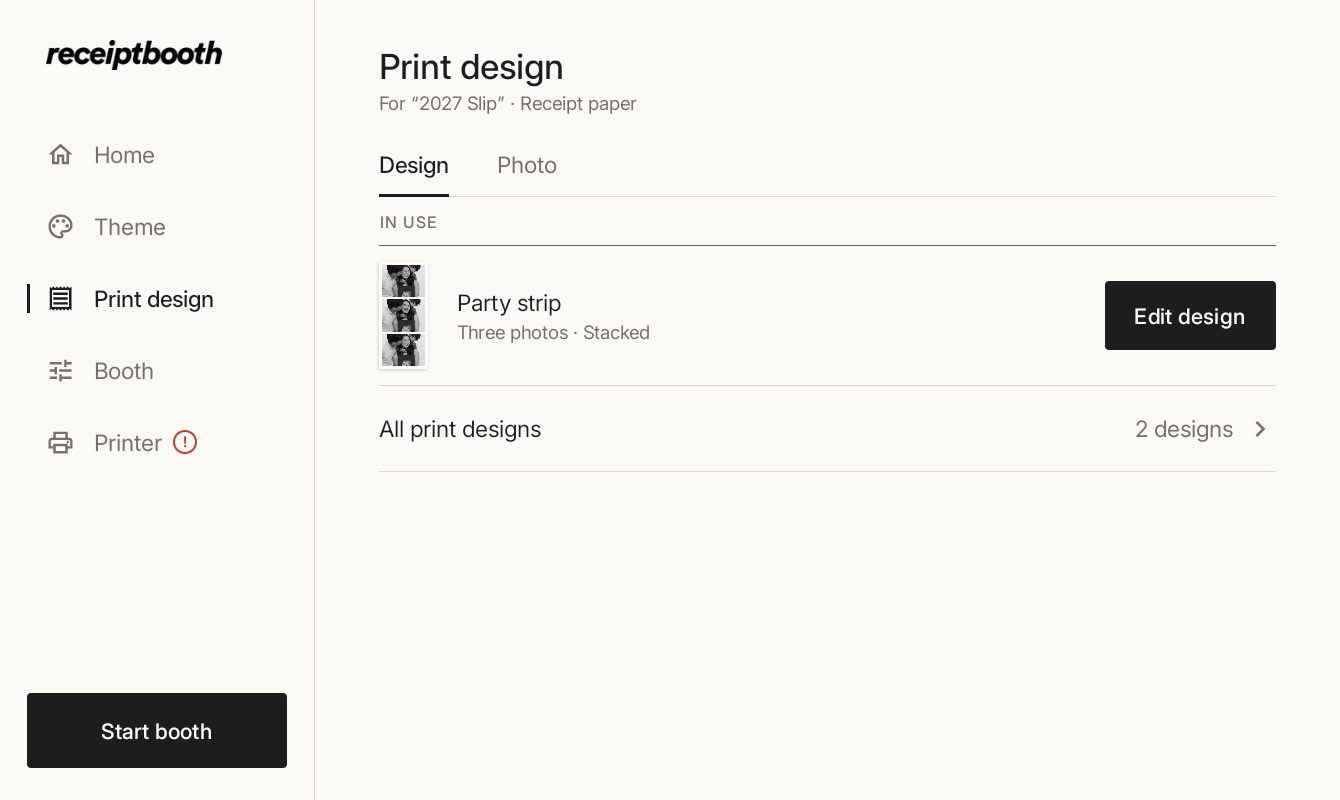 receiptbooth
Home
Theme
Print design
Booth
Printer
Start booth
Print design
For “2027 Slip” · Receipt paper
Design
Photo
IN USE
Party strip
Three photos · Stacked
Edit design
All print designs
2 designs